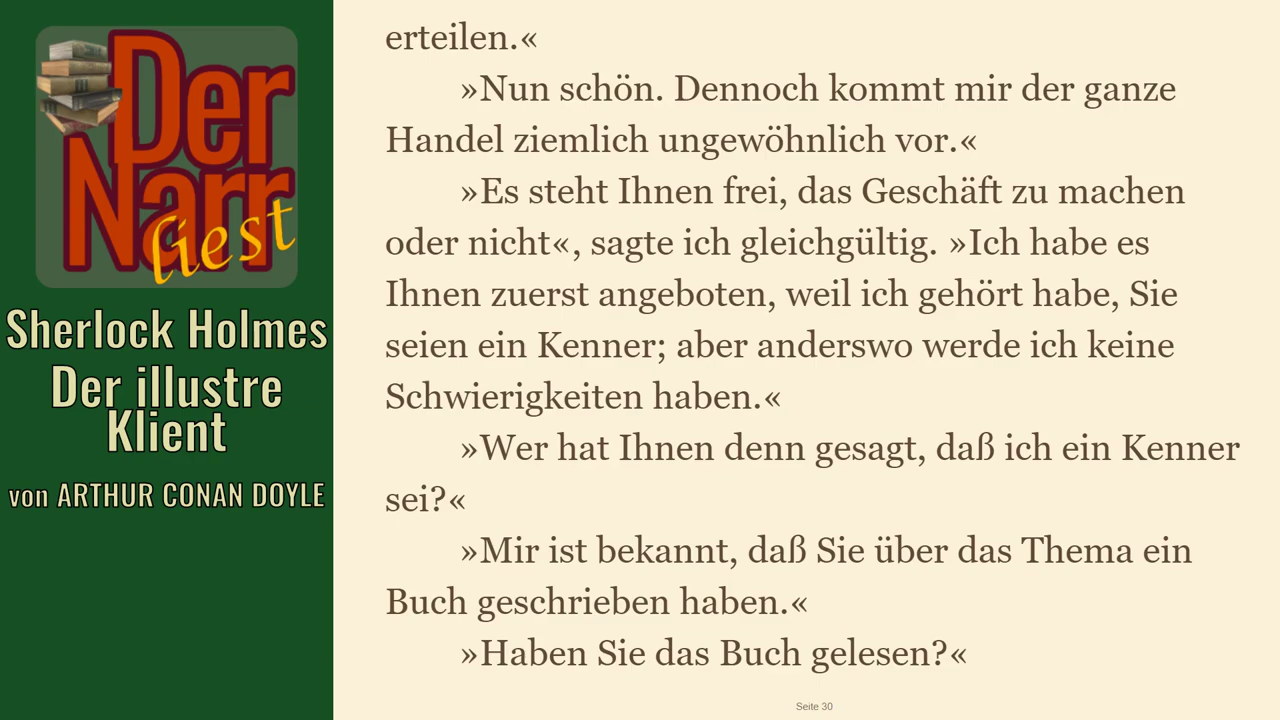 Der
Narr
liest
Sherlock Holmes
Der illustre
Klient
von ARTHUR CONAN DOYLE
erteilen.«
»Nun schön. Dennoch kommt mir der ganze
Handel ziemlich ungewöhnlich vor.«
»Es steht Ihnen frei, das Geschäft zu machen
oder nicht«, sagte ich gleichgültig. »Ich habe es
Ihnen zuerst angeboten, weil ich gehört habe, Sie
seien ein Kenner; aber anderswo werde ich keine
Schwierigkeiten haben.«
»Wer hat Ihnen denn gesagt, daß ich ein Kenner
sei?«
»Mir ist bekannt, daß Sie über das Thema ein
Buch geschrieben haben.«
»Haben Sie das Buch gelesen?«
Seite 30